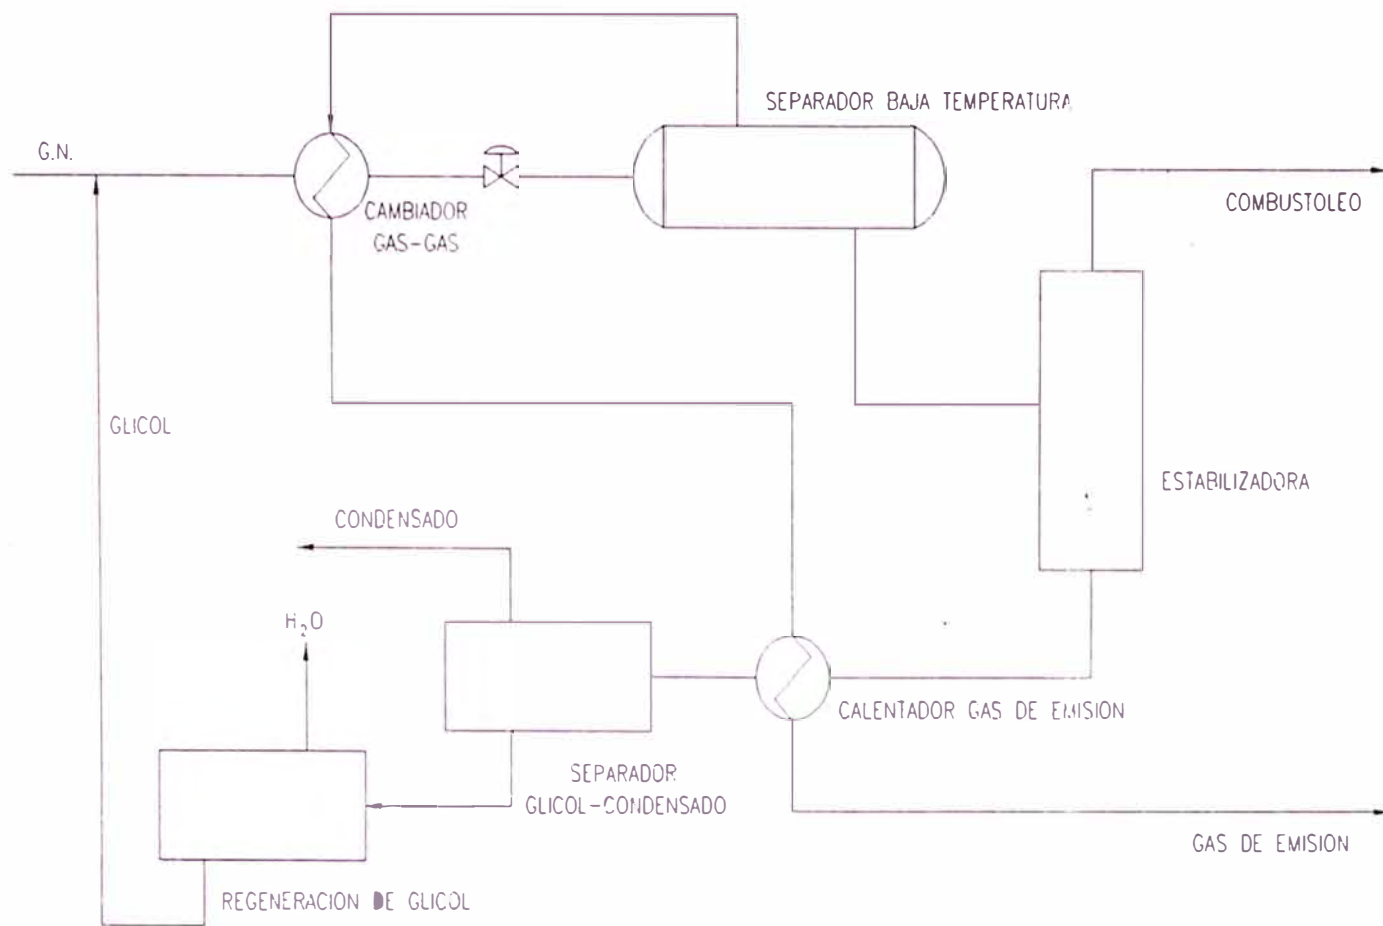 SEPARADOR BAJA TEMPERATURA
G.N.
COMBUSTOLEO
CAMBIADOR
GAS-GAS
GLICOL
ESTABILIZADORA
CONDENSADO
H2O
CALENTADOR GAS DE EMISION
SEPARADOR
GLICOL-CONDENSADO
GAS DE EMISION
REGENERACION DE GLICOL